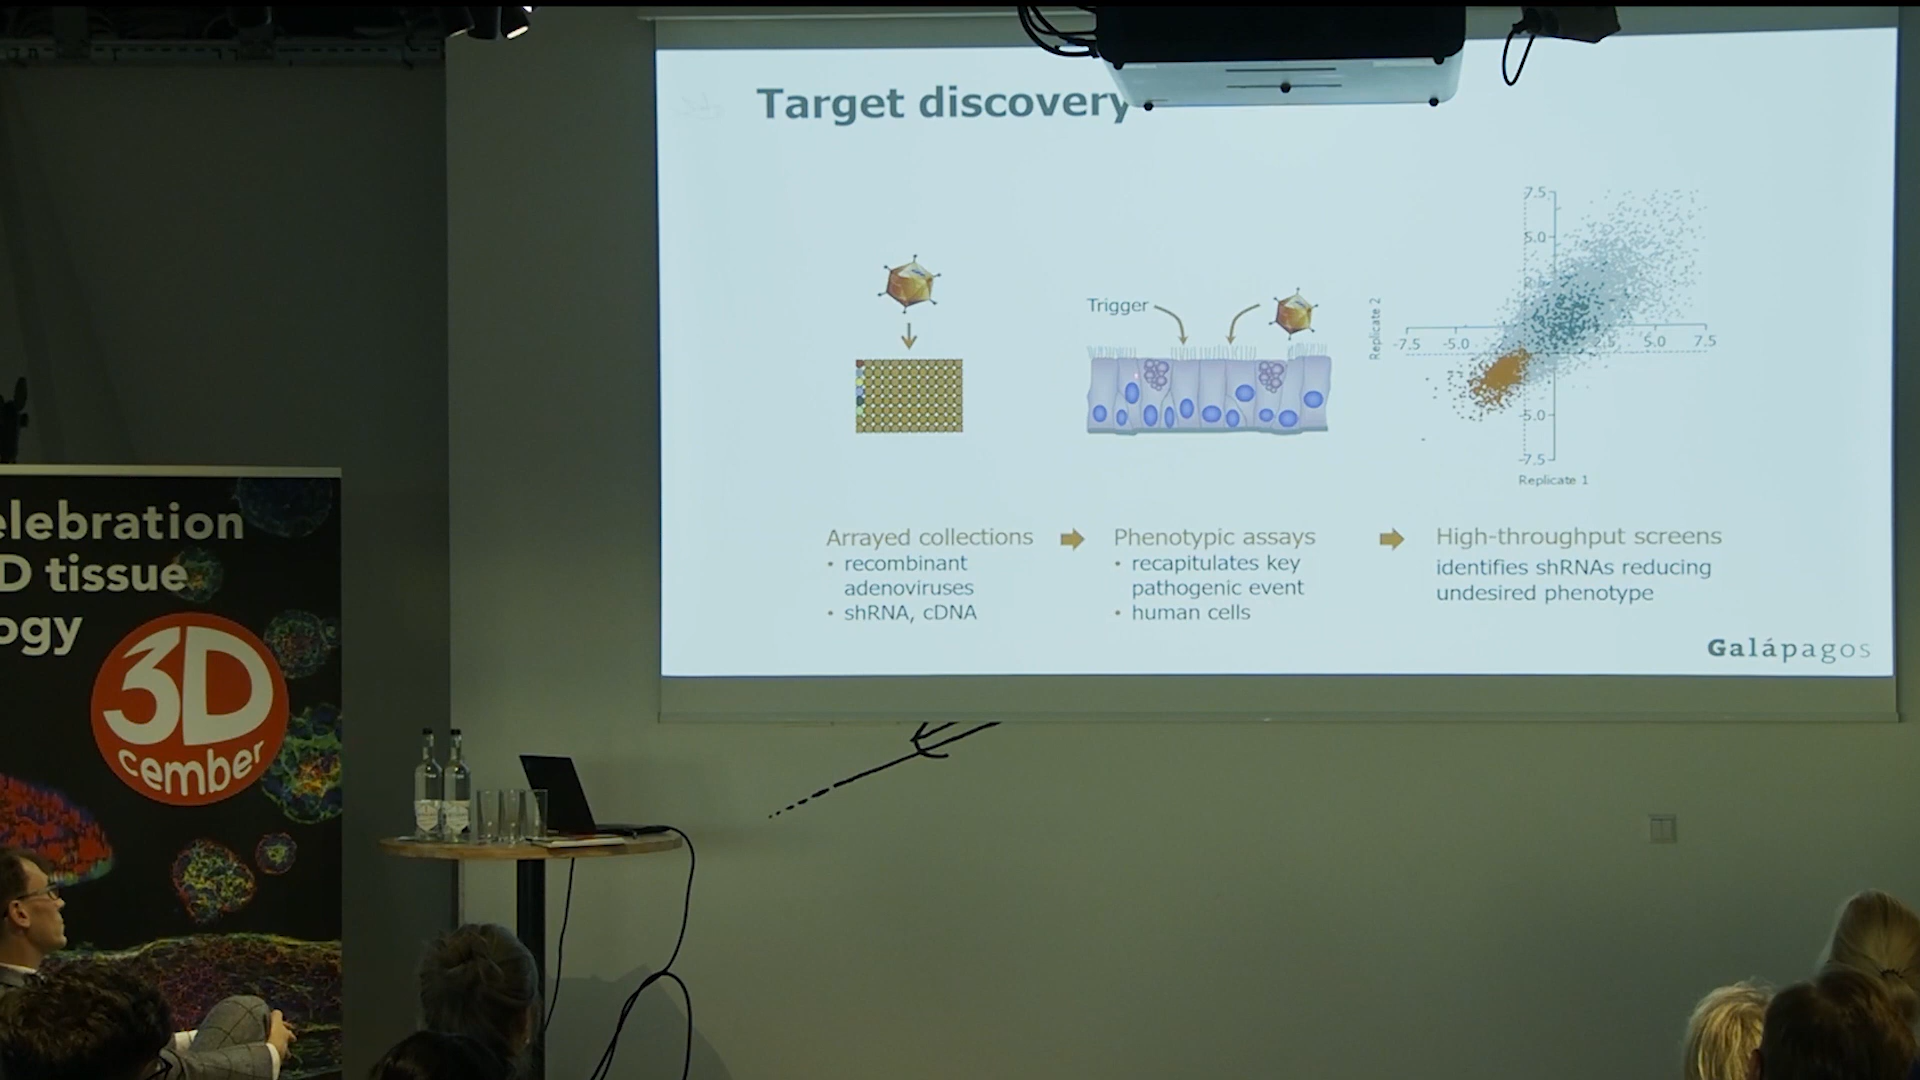 Target discovery
Trigger
7.5
5.0
-7.5
-5.0
2.5
5.0
7.5
-5.0
-7.5
Replicate 2
Replicate 1
Arrayed collections
• recombinant
adenoviruses
• shRNA, cDNA
Phenotypic assays
• recapitulates key
pathogenic event
• human cells
High-throughput screens
identifies shRNAs reducing
undesired phenotype
Galápagos
elebration
D tissue
ogy
3D
cember